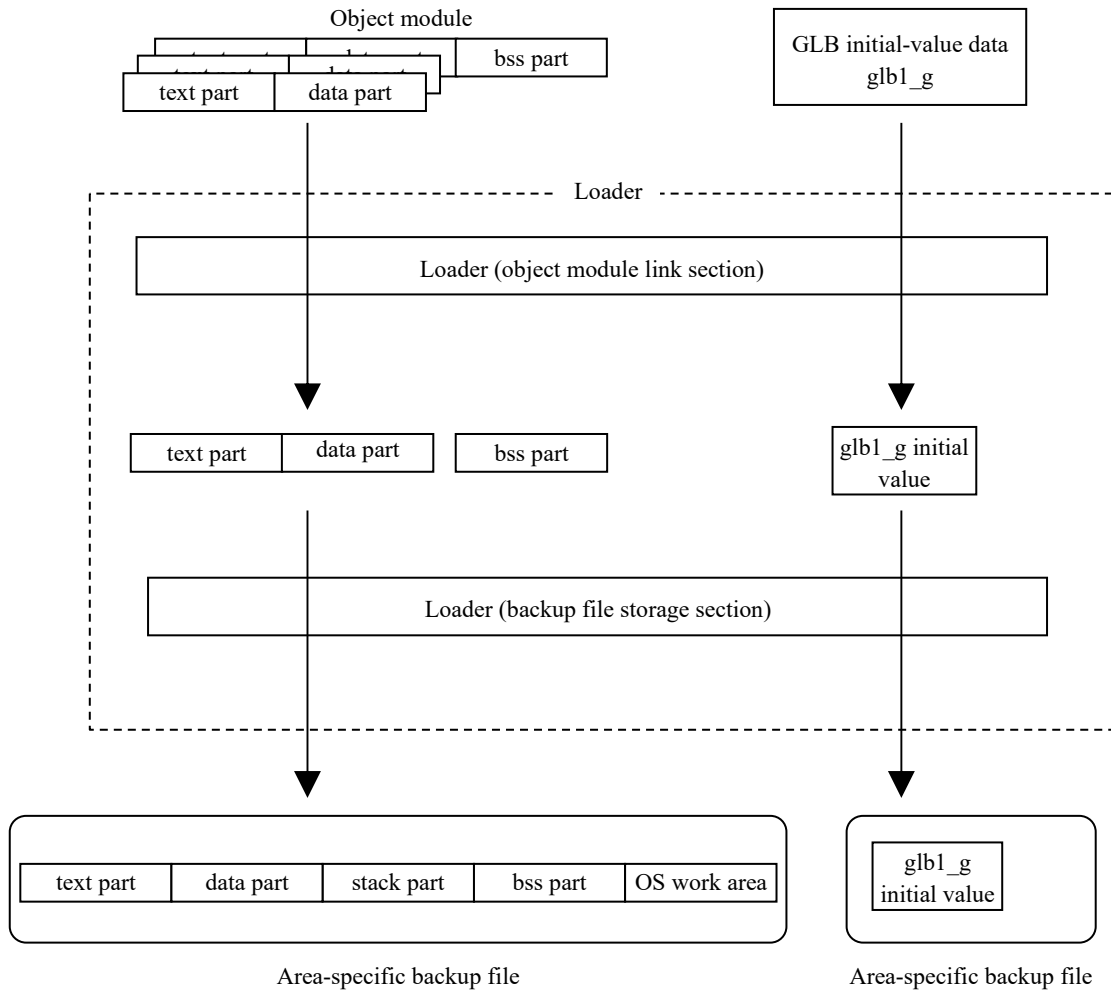 Object module
GLB initial-value data
glb1_g
bss part
text part
data part
Loader
Loader (object module link section)
text part
data part
bss part
glb1_g initial
value
Loader (backup file storage section)
text part
data part
stack part
bss part
OS work area
glb1_g
initial value
Area-specific backup file
Area-specific backup file